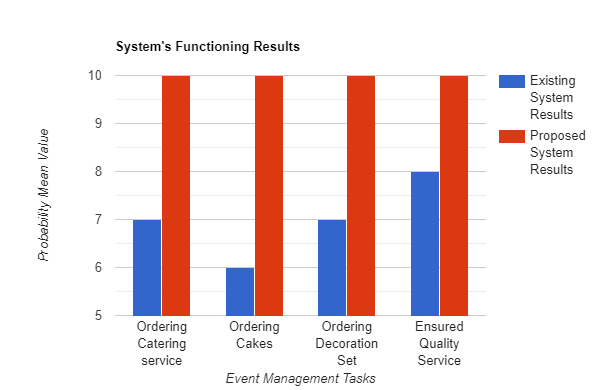 System's Functioning Results
10
9
8
7
6
5
Probability Mean Value
Existing
System
Results
Proposed
System
Results
Ordering
Catering
service
Ordering
Cakes
Ordering
Decoration
Set
Ensured
Quality
Service
Event Management Tasks